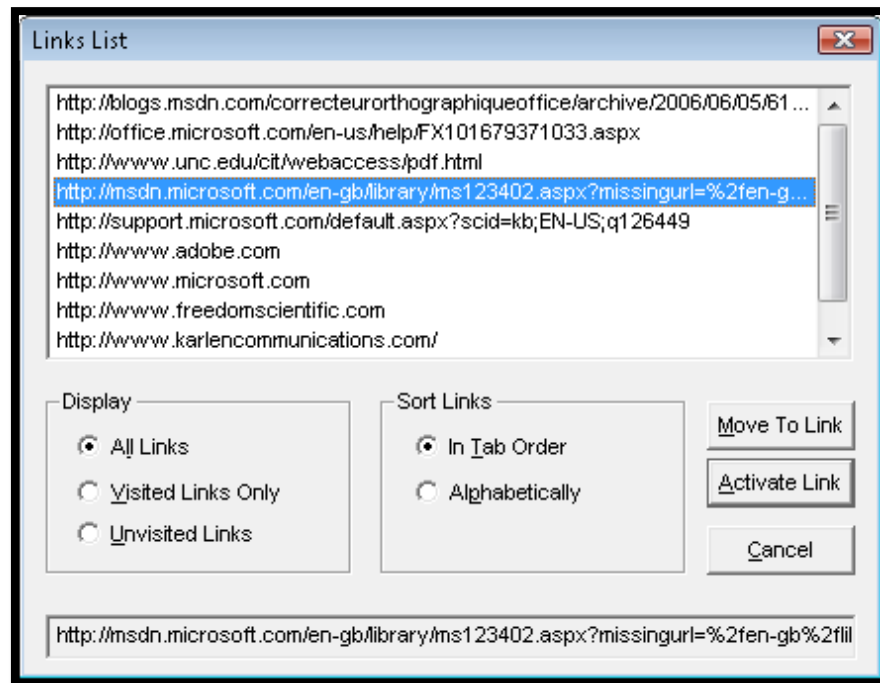 Links List
http://blogs.msdn.com/correcteurorthographiqueoffice/archive/2006/06/05/61...
http://office.microsoft.com/en-us/help/FX101679371033.aspx
http://www.unc.edu/cit/webaccess/pdf.html
http://msdn.microsoft.com/en-gb/library/ms123402.aspx?missingurl=%2fen-g...
http://support.microsoft.com/default.aspx?scid=kb;EN-US;q126449
http://www.adobe.com
http://www.microsoft.com
http://www.freedomscientific.com
http://www.karlencommunications.com/
Display
All Links
Visited Links Only
Unvisited Links
Sort Links
In Tab Order
Alphabetically
Move To Link
Activate Link
Cancel
http://msdn.microsoft.com/en-gb/library/ms123402.aspx?missingurl=%2fen-gb%2flil